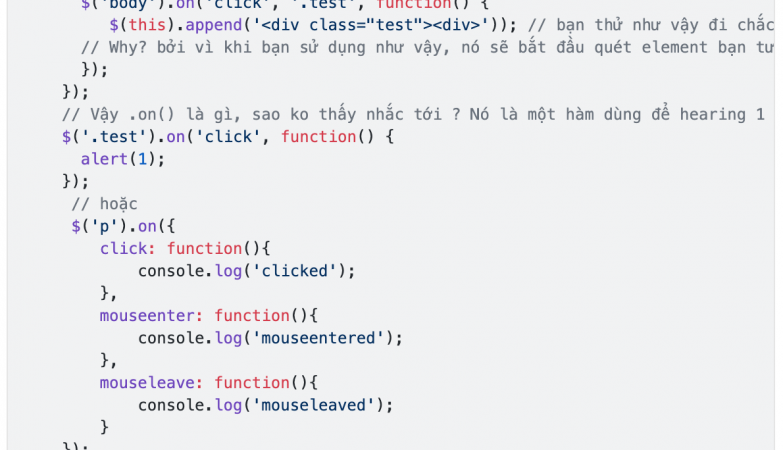 $('body').on('click', '.test', function() {
$(this).append('<div class="test"><div>')); // bạn thử như vậy đi chắc
// Why? bởi vì khi bạn sử dụng như vậy, nó sẽ bắt đầu quét element bạn tư
});
});
// Vậy .on() là gì, sao ko thấy nhắc tới ? Nó là một hàm dùng để hearing 1
$('.test').on('click', function() {
alert(1);
});
// hoặc
$('p').on({
click: function(){
console.log('clicked');
},
mouseenter: function(){
console.log('mouseentered');
},
mouseleave: function(){
console.log('mouseleaved');
}
});